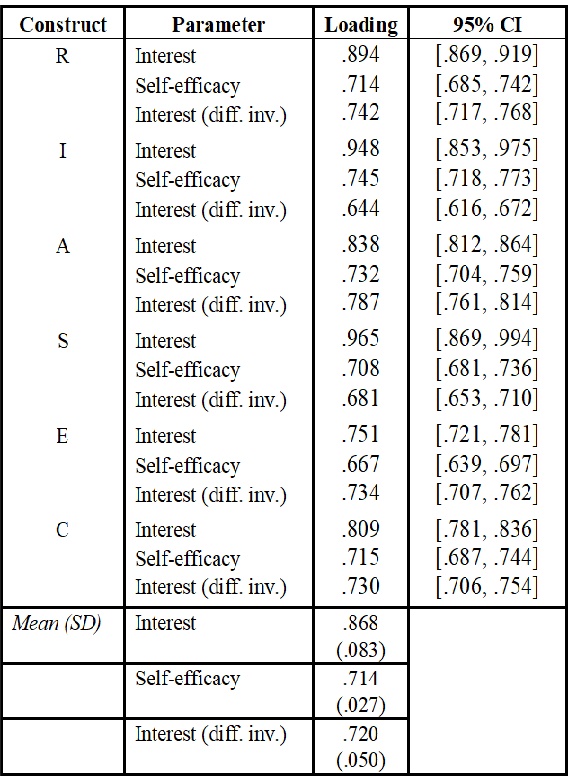 Construct Parameter Loading 95% CI
R Interest .894 [.869, .919]
Self-efficacy .714 [.685, .742]
Interest (diff. inv.) .742 [.717, .768]
I Interest .948 [.853, .975]
Self-efficacy .745 [.718, .773]
Interest (diff. inv.) .644 [.616, .672]
A Interest .838 [.812, .864]
Self-efficacy .732 [.704, .759]
Interest (diff. inv.) .787 [.761, .814]
S Interest .965 [.869, .994]
Self-efficacy .708 [.681, .736]
Interest (diff. inv.) .681 [.653, .710]
E Interest .751 [.721, .781]
Self-efficacy .667 [.639, .697]
Interest (diff. inv.) .734 [.707, .762]
C Interest .809 [.781, .836]
Self-efficacy .715 [.687, .744]
Interest (diff. inv.) .730 [.706, .754]
Mean (SD) Interest .868
(.083)
Self-efficacy .714
(.027)
Interest (diff. inv.) .720
(.050)